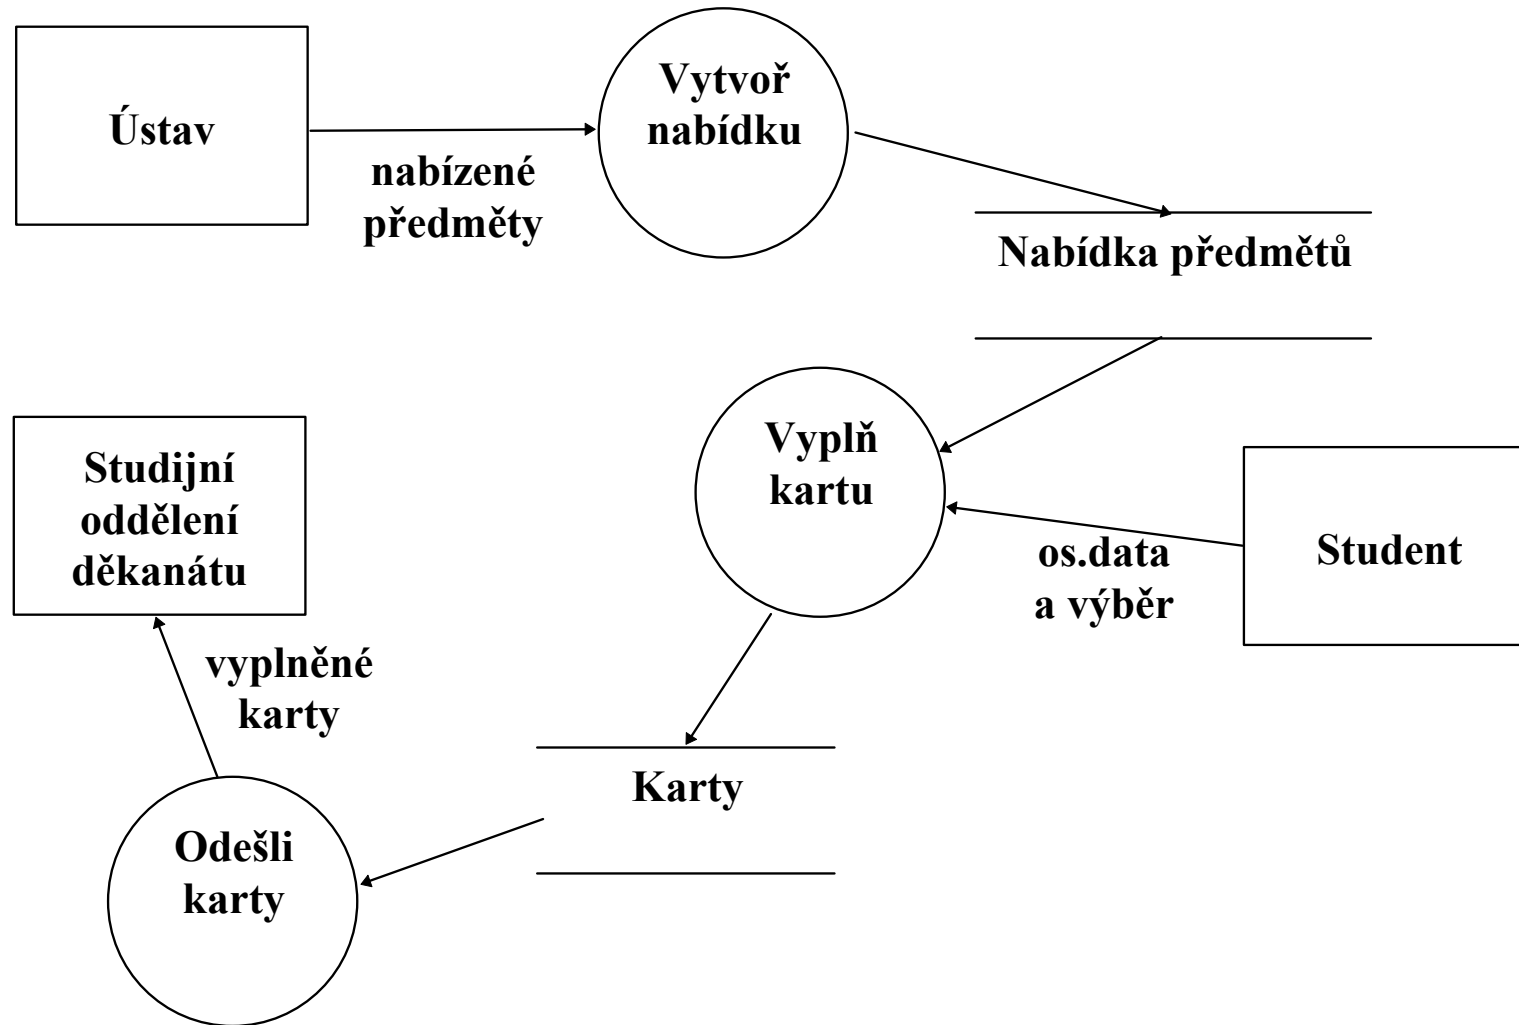 Ústav
nabízené
předměty
Vytvoř
nabídku
Nabídka předmětů
Vyplň
kartu
Student
os.data
a výběr
Studijní
oddělení
děkanátu
vyplněné
karty
Karty
Odešli
karty